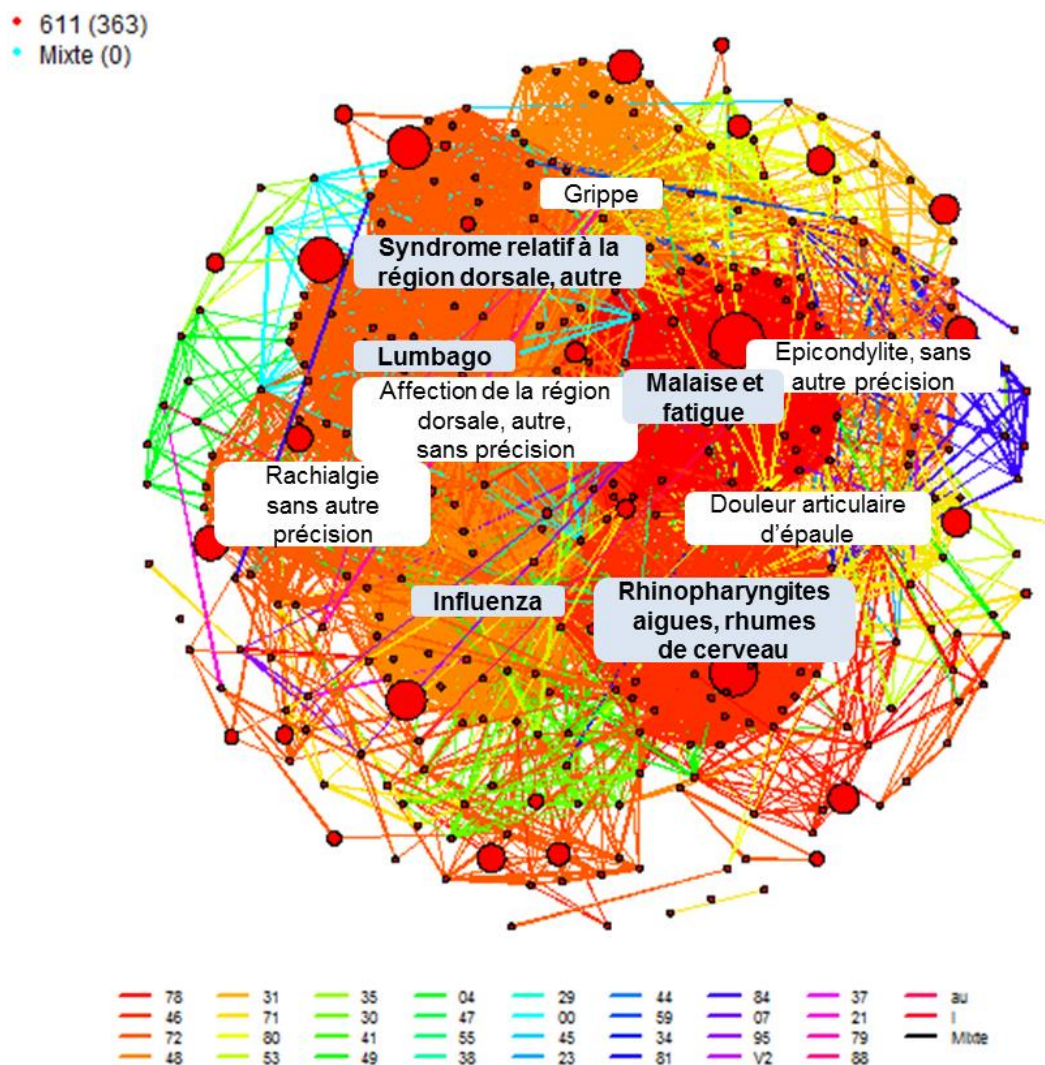 611 (363)
Mixte (0)
Grippe
Syndrome relatif à la
région dorsale, autre
Lumbago
Epicondylite, sans
autre précision
Malaise et
fatigue
Affection de la région
dorsale, autre,
sans précision
Rachialgie
sans autre
précision
Douleur articulaire
d'épaule
Influenza
Rhinopharyngites
aigues, rhumes
de cerveau
78 31 35 04 29 44 84 37 au
46 71 30 47 00 59 07 21 I
72 80 41 55 45 34 95 79 Mixte
48 53 49 38 23 81 V2 88